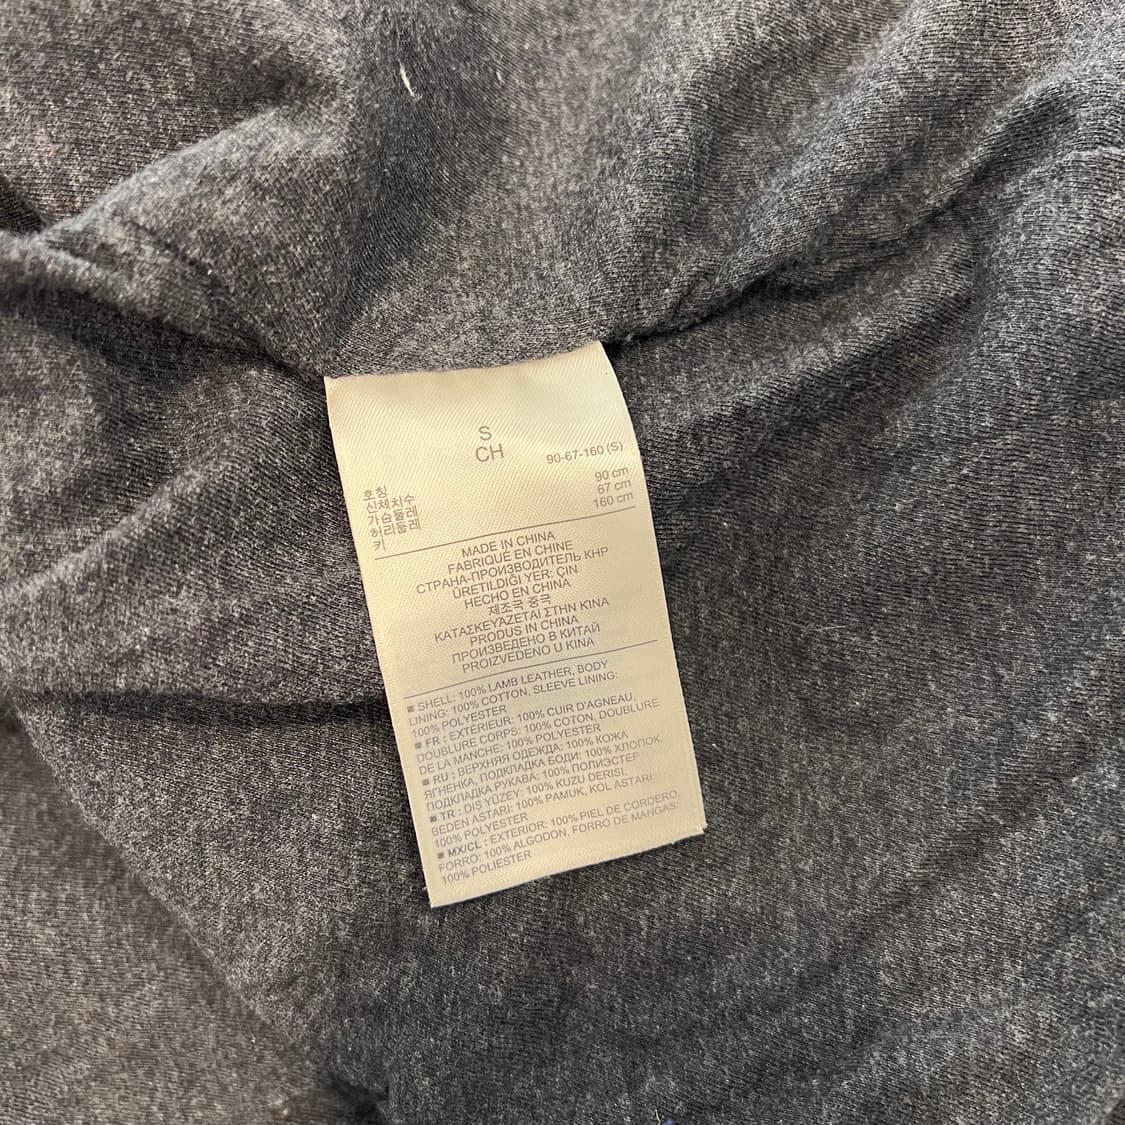 S
CH
호칭 90-67-160 (S)
신체치수
가슴둘레 90 cm
허리둘레 67 cm
키 160 cm
MADE IN CHINA
FABRIQUÉ EN CHINE
СТРАНА-ПРОИЗВОДИТЕЛЬ КНР
ÜRETILDIĞI YER: ÇIN
HECHO EN CHINA
제조국 중국
ΚΑΤΑΣΚΕΥΑΖΕΤΑΙ ΣΤΗΝ ΚΙΝΑ
PRODUS IN CHINA
ПРОИЗВЕДЕНО В КИТАЙ
PROIZVEDENO U KINA
■ SHELL: 100% LAMB LEATHER, BODY
LINING: 100% COTTON, SLEEVE LINING:
100% POLYESTER
■ FR : EXTÉRIEUR: 100% CUIR D'AGNEAU,
DOUBLURE CORPS: 100% COTON, DOUBLURE
DE LA MANCHE: 100% POLYESTER
■ RU : ВЕРХНЯЯ ОДЕЖДА: 100% КОЖА
ЯГНЕНКА, ПОДКЛАДКА БОДИ: 100% ХЛОПОК,
ПОДКЛАДКА РУКАВА: 100% ПОЛИЭСТЕР
■ TR : DIŞ YÜZEY: 100% KUZU DERISI,
BEDEN ASTARI: 100% PAMUK, KOL ASTARI:
100% POLYESTER
■ MX/CL : EXTERIOR: 100% PIEL DE CORDERO,
FORRO: 100% ALGODON, FORRO DE MANGAS:
100% POLIESTER